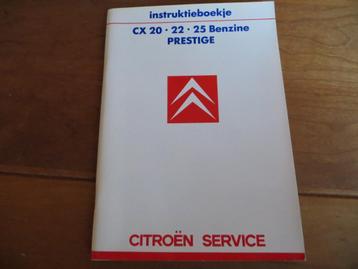 instruktieboekje
CX 20 · 22 · 25 Benzine
PRESTIGE
CITROËN SERVICE